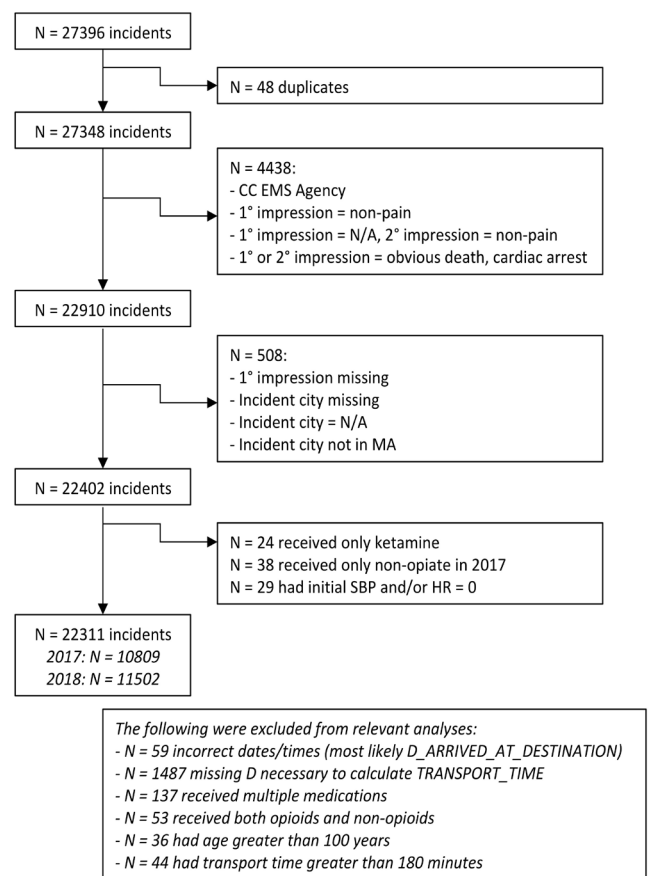 N = 27396 incidents
N = 48 duplicates
N = 27348 incidents
N = 4438:
- CC EMS Agency
- 1° impression = non-pain
- 1° impression = N/A, 2° impression = non-pain
- 1° or 2° impression = obvious death, cardiac arrest
N = 22910 incidents
N = 508:
- 1° impression missing
- Incident city missing
- Incident city = N/A
- Incident city not in MA
N = 22402 incidents
N = 24 received only ketamine
N = 38 received only non-opiate in 2017
N = 29 had initial SBP and/or HR = 0
N = 22311 incidents
2017: N = 10809
2018: N = 11502
The following were excluded from relevant analyses:
- N = 59 incorrect dates/times (most likely D_ARRIVED_AT_DESTINATION)
- N = 1487 missing D necessary to calculate TRANSPORT_TIME
- N = 137 received multiple medications
- N = 53 received both opioids and non-opioids
- N = 36 had age greater than 100 years
- N = 44 had transport time greater than 180 minutes